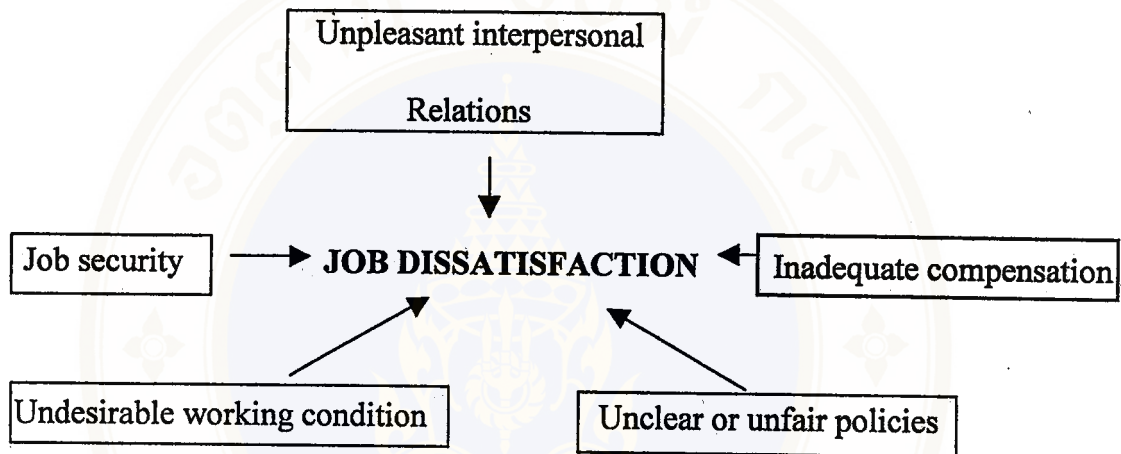 Unpleasant interpersonal
Relations
Job security
JOB DISSATISFACTION
Inadequate compensation
Undesirable working condition
Unclear or unfair policies